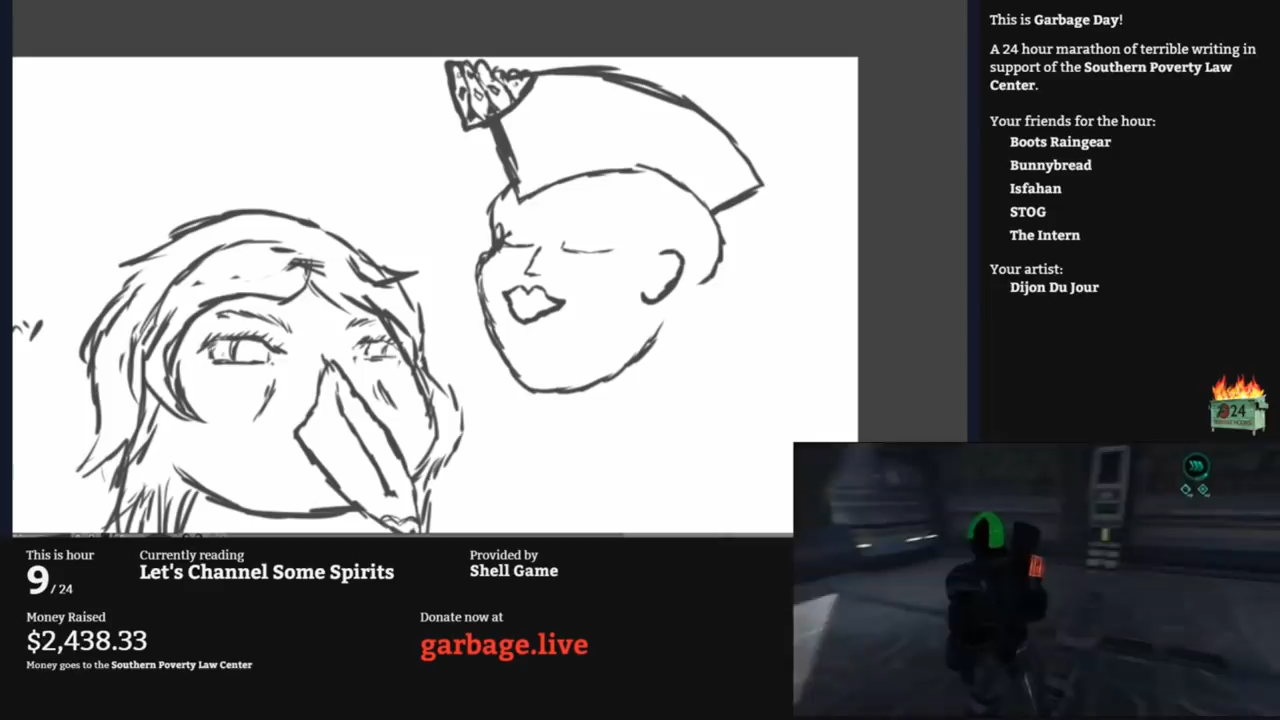 This is Garbage Day!
A 24 hour marathon of terrible writing in
support of the Southern Poverty Law
Center.
Your friends for the hour:
Boots Raingear
Bunnybread
Isfahan
STOG
The Intern
Your artist:
Dijon Du Jour
This is hour
9 / 24
Currently reading
Let's Channel Some Spirits
Provided by
Shell Game
Money Raised
$2,438.33
Money goes to the Southern Poverty Law Center
Donate now at
garbage.live